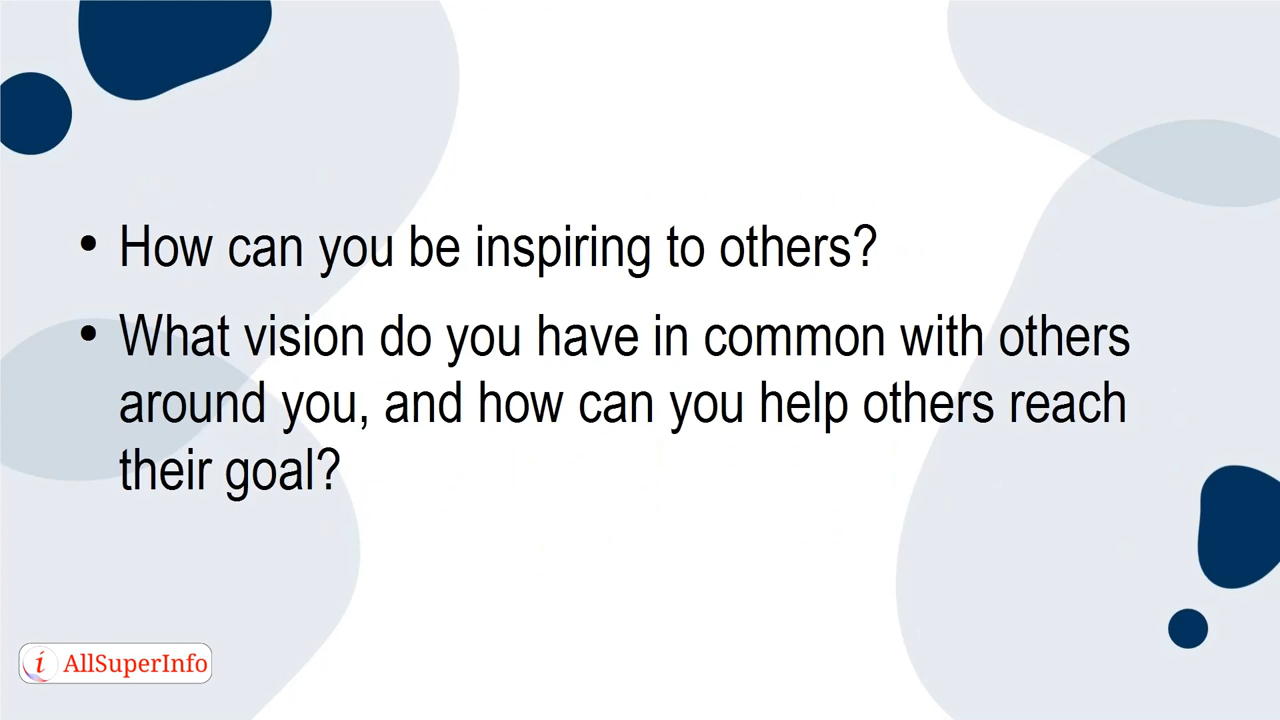 • How can you be inspiring to others?
• What vision do you have in common with others
around you, and how can you help others reach
their goal?
i AllSuperInfo